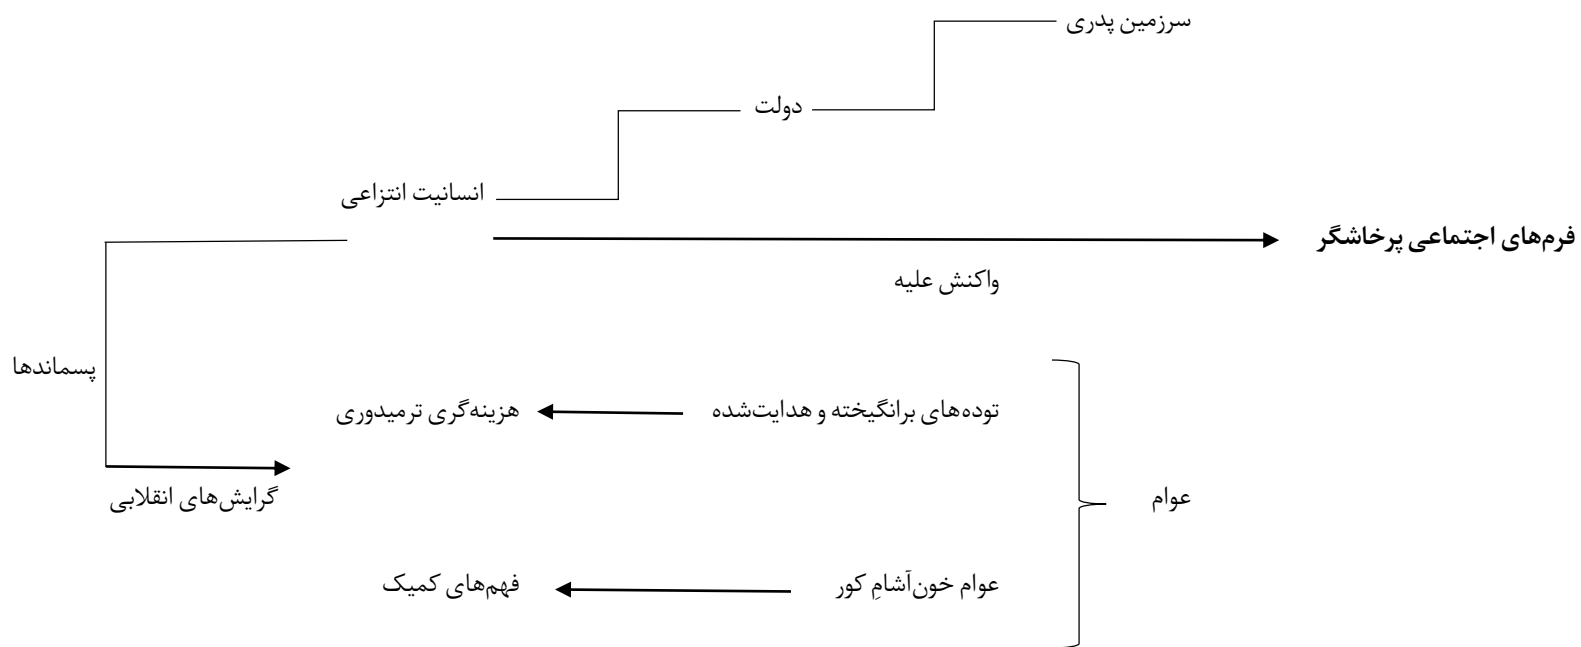 سرزمین پدری
دولت
انسانیت انتزاعی
فرم‌های اجتماعی پرخاشگر
واکنش علیه
پسماندها
توده‌های برانگیخته و هدایت‌شده
هزینه‌گری ترمیدوری
عوام
گرایش‌های انقلابی
عوام خون‌آشامِ کور
فهم‌های کمیک